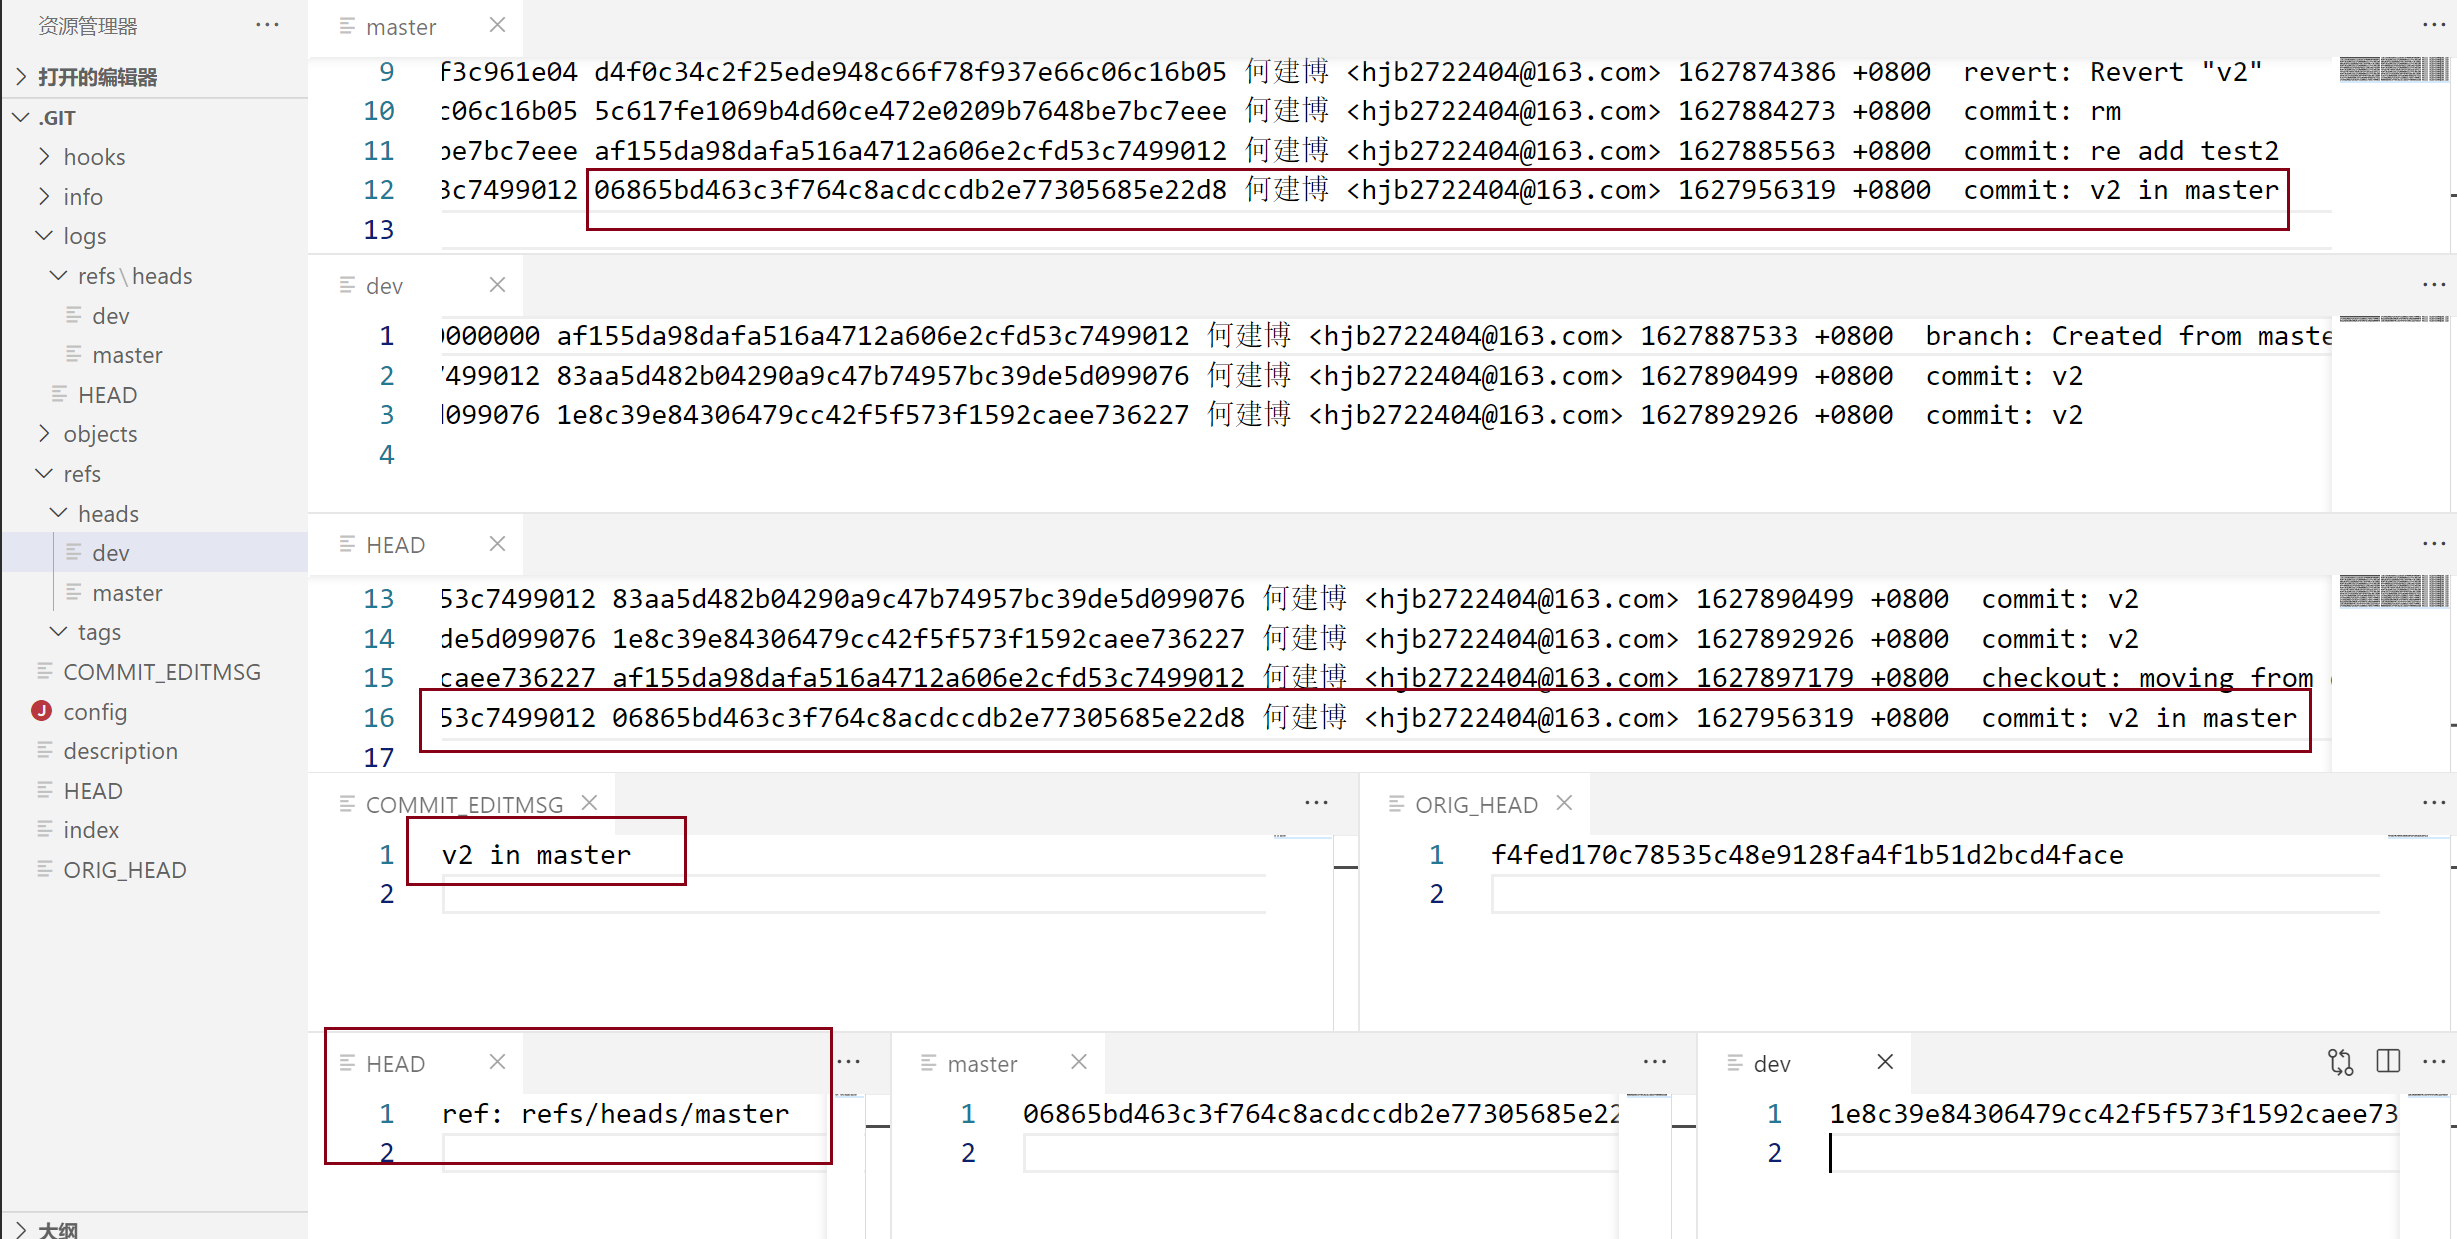 资源管理器
打开的编辑器
.GIT
hooks
info
logs
refs\heads
dev
master
HEAD
objects
refs
heads
dev
master
tags
COMMIT_EDITMSG
config
description
HEAD
index
ORIG_HEAD
大纲
master
9 f3c961e04 d4f0c34c2f25ede948c66f78f937e66c06c16b05 何建博 <hjb2722404@163.com> 1627874386 +0800 revert: Revert "v2"
10 c06c16b05 5c617fe1069b4d60ce472e0209b7648be7bc7eee 何建博 <hjb2722404@163.com> 1627884273 +0800 commit: rm
11 be7bc7eee af155da98dafa516a4712a606e2cfd53c7499012 何建博 <hjb2722404@163.com> 1627885563 +0800 commit: re add test2
12 3c7499012 06865bd463c3f764c8acdccdb2e77305685e22d8 何建博 <hjb2722404@163.com> 1627956319 +0800 commit: v2 in master
13
dev
1 0000000 af155da98dafa516a4712a606e2cfd53c7499012 何建博 <hjb2722404@163.com> 1627887533 +0800 branch: Created from maste
2 7499012 83aa5d482b04290a9c47b74957bc39de5d099076 何建博 <hjb2722404@163.com> 1627890499 +0800 commit: v2
3 d099076 1e8c39e84306479cc42f5f573f1592caee736227 何建博 <hjb2722404@163.com> 1627892926 +0800 commit: v2
4
HEAD
13 53c7499012 83aa5d482b04290a9c47b74957bc39de5d099076 何建博 <hjb2722404@163.com> 1627890499 +0800 commit: v2
14 de5d099076 1e8c39e84306479cc42f5f573f1592caee736227 何建博 <hjb2722404@163.com> 1627892926 +0800 commit: v2
15 caee736227 af155da98dafa516a4712a606e2cfd53c7499012 何建博 <hjb2722404@163.com> 1627897179 +0800 checkout: moving from
16 53c7499012 06865bd463c3f764c8acdccdb2e77305685e22d8 何建博 <hjb2722404@163.com> 1627956319 +0800 commit: v2 in master
17
COMMIT_EDITMSG
1 v2 in master
2
ORIG_HEAD
1 f4fed170c78535c48e9128fa4f1b51d2bcd4face
2
HEAD
1 ref: refs/heads/master
2
master
1 06865bd463c3f764c8acdccdb2e77305685e22
2
dev
1 1e8c39e84306479cc42f5f573f1592caee73
2